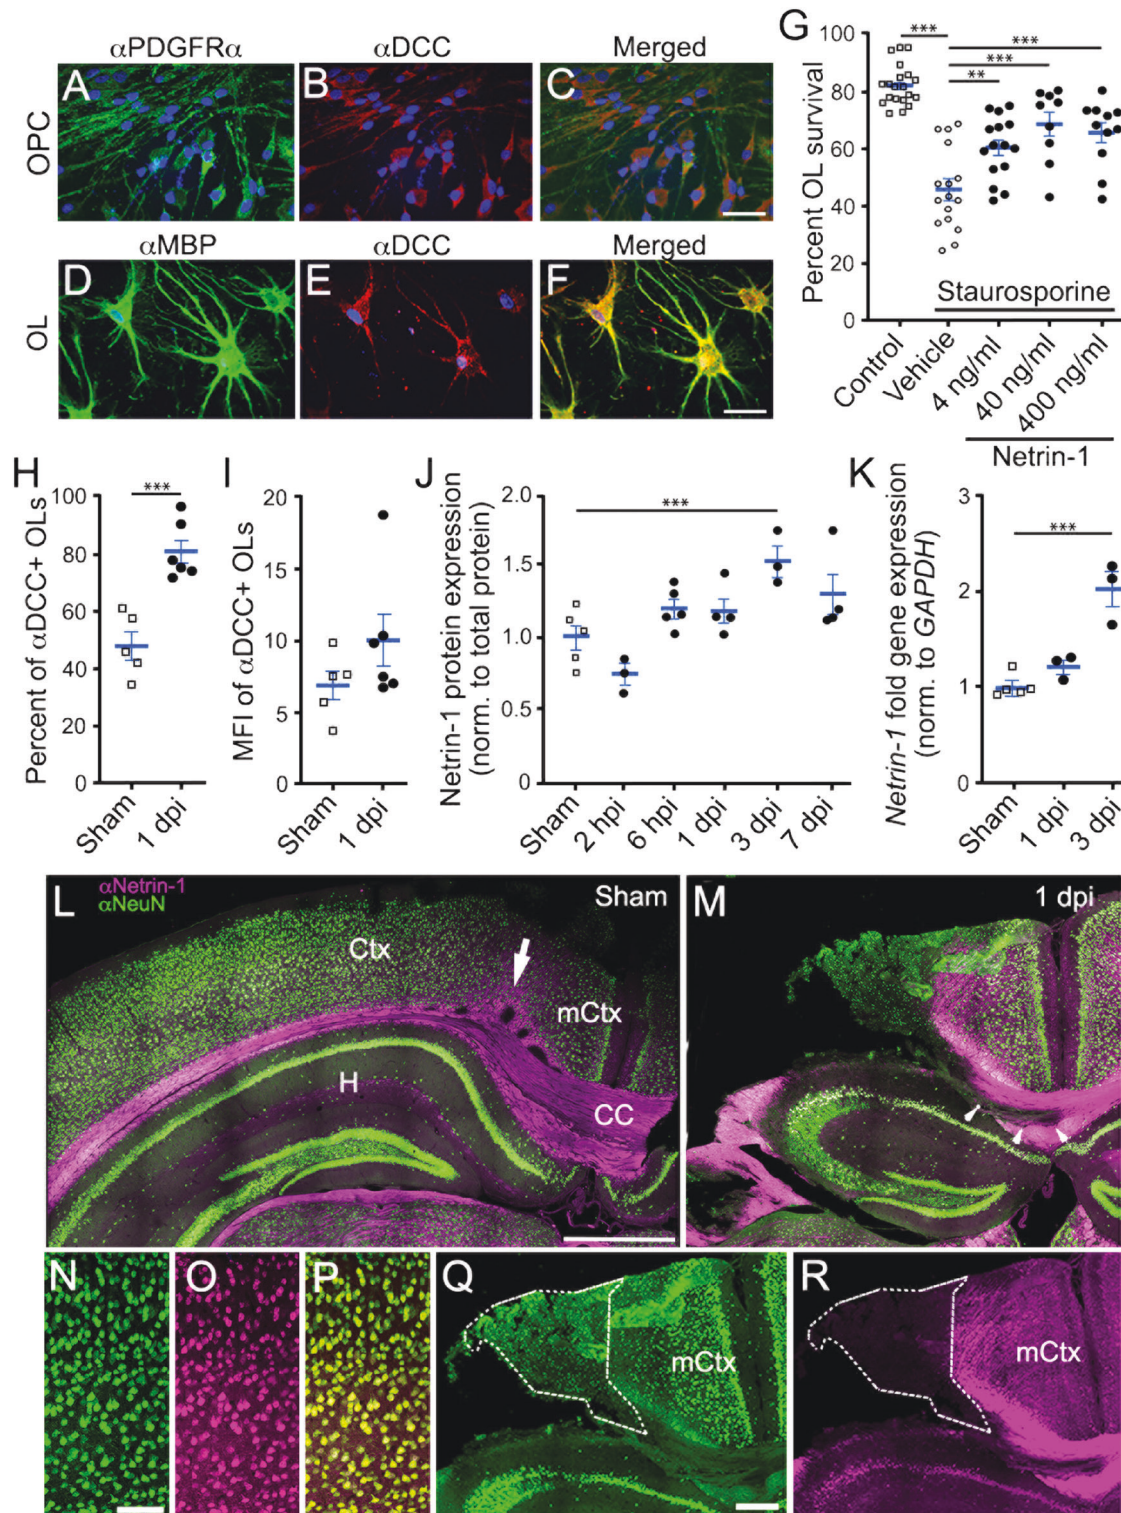 αPDGFRα αDCC Merged
OPC
A B C
αMBP αDCC Merged
OL
D E F
G
Percent OL survival
100
80
60
40
20
0
*** *** *** **
Staurosporine
Control Vehicle 4 ng/ml 40 ng/ml 400 ng/ml
Netrin-1
H
Percent of αDCC+ OLs
100
80
60
40
20
0
***
Sham 1 dpi
I
MFI of αDCC+ OLs
20
15
10
5
0
Sham 1 dpi
J
Netrin-1 protein expression
(norm. to total protein)
2.0
1.5
1.0
0.5
0
***
Sham 2 hpi 6 hpi 1 dpi 3 dpi 7 dpi
K
Netrin-1 fold gene expression
(norm. to GAPDH)
3
2
1
0
***
Sham 1 dpi 3 dpi
L αNetrin-1 Sham
αNeuN
Ctx
mCtx
H
CC
M 1 dpi
N O P Q R
mCtx mCtx